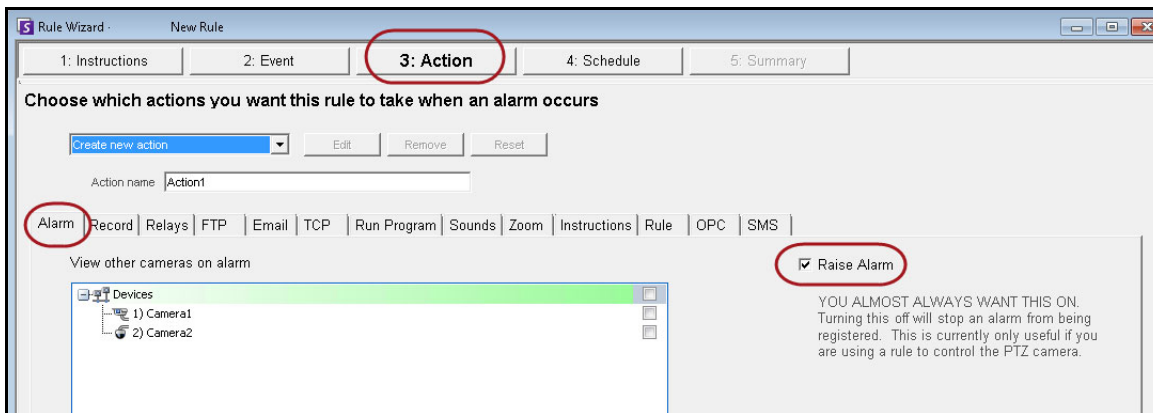 Rule Wizard - New Rule
1: Instructions 2: Event 3: Action 4: Schedule 5: Summary
Choose which actions you want this rule to take when an alarm occurs
Create new action Edit Remove Reset
Action name Action1
Alarm Record Relays FTP Email TCP Run Program Sounds Zoom Instructions Rule OPC SMS
View other cameras on alarm
Raise Alarm
Devices
1) Camera1
2) Camera2
YOU ALMOST ALWAYS WANT THIS ON.
Turning this off will stop an alarm from being
registered. This is currently only useful if you
are using a rule to control the PTZ camera.